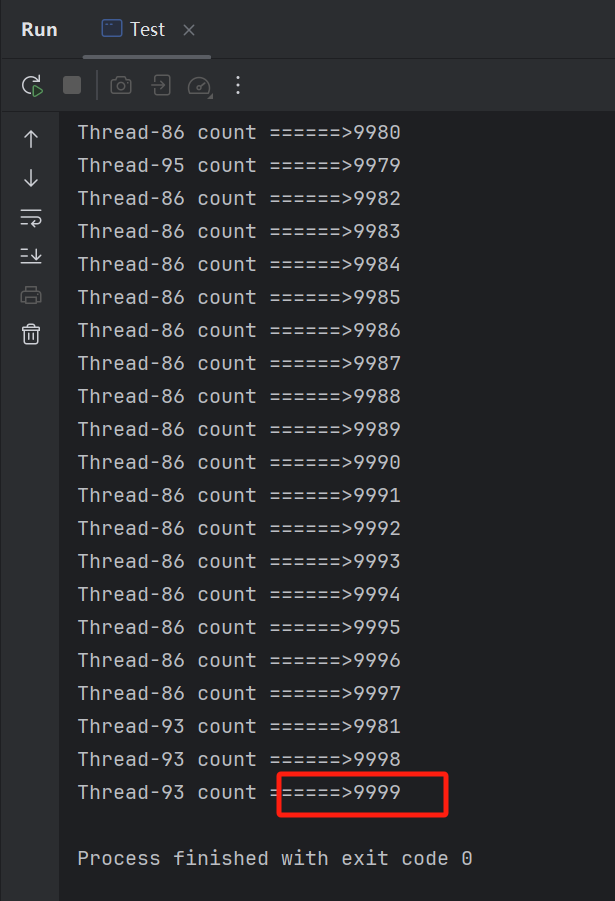 Run Test
Thread-86 count ======>9980
Thread-95 count ======>9979
Thread-86 count ======>9982
Thread-86 count ======>9983
Thread-86 count ======>9984
Thread-86 count ======>9985
Thread-86 count ======>9986
Thread-86 count ======>9987
Thread-86 count ======>9988
Thread-86 count ======>9989
Thread-86 count ======>9990
Thread-86 count ======>9991
Thread-86 count ======>9992
Thread-86 count ======>9993
Thread-86 count ======>9994
Thread-86 count ======>9995
Thread-86 count ======>9996
Thread-86 count ======>9997
Thread-93 count ======>9981
Thread-93 count ======>9998
Thread-93 count ======>9999
Process finished with exit code 0